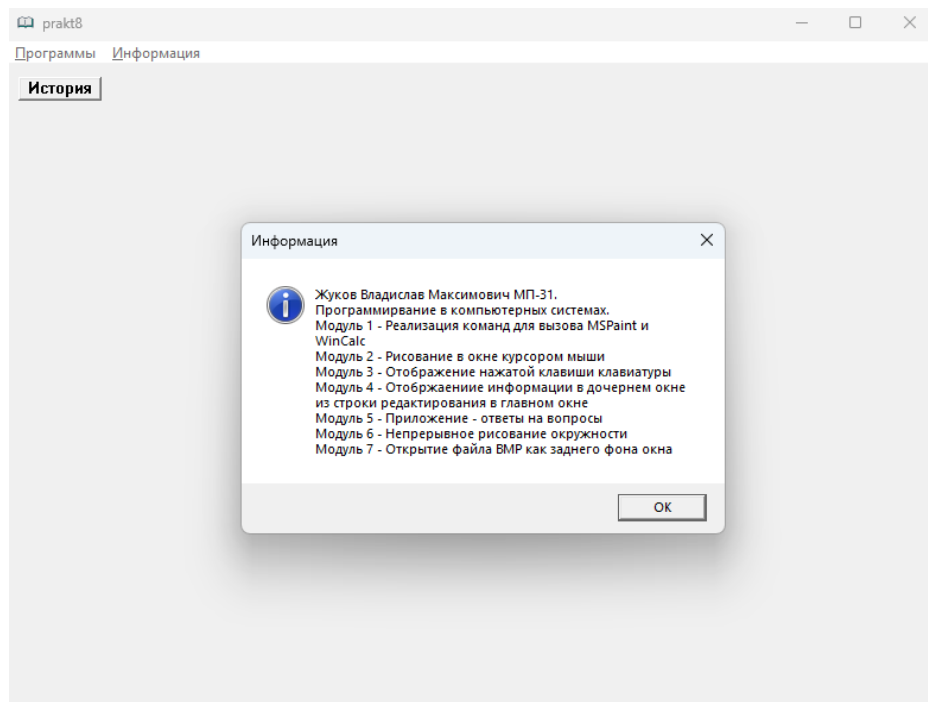 prakt8
Программы Информация
История
Информация
Жуков Владислав Максимович МП-31.
Программирвание в компьютерных системах.
Модуль 1 - Реализация команд для вызова MSPaint и
WinCalc
Модуль 2 - Рисование в окне курсором мыши
Модуль 3 - Отображение нажатой клавиши клавиатуры
Модуль 4 - Отобржаениие информации в дочернем окне
из строки редактирования в главном окне
Модуль 5 - Приложение - ответы на вопросы
Модуль 6 - Непрерывное рисование окружности
Модуль 7 - Открытие файла BMP как заднего фона окна
ОК